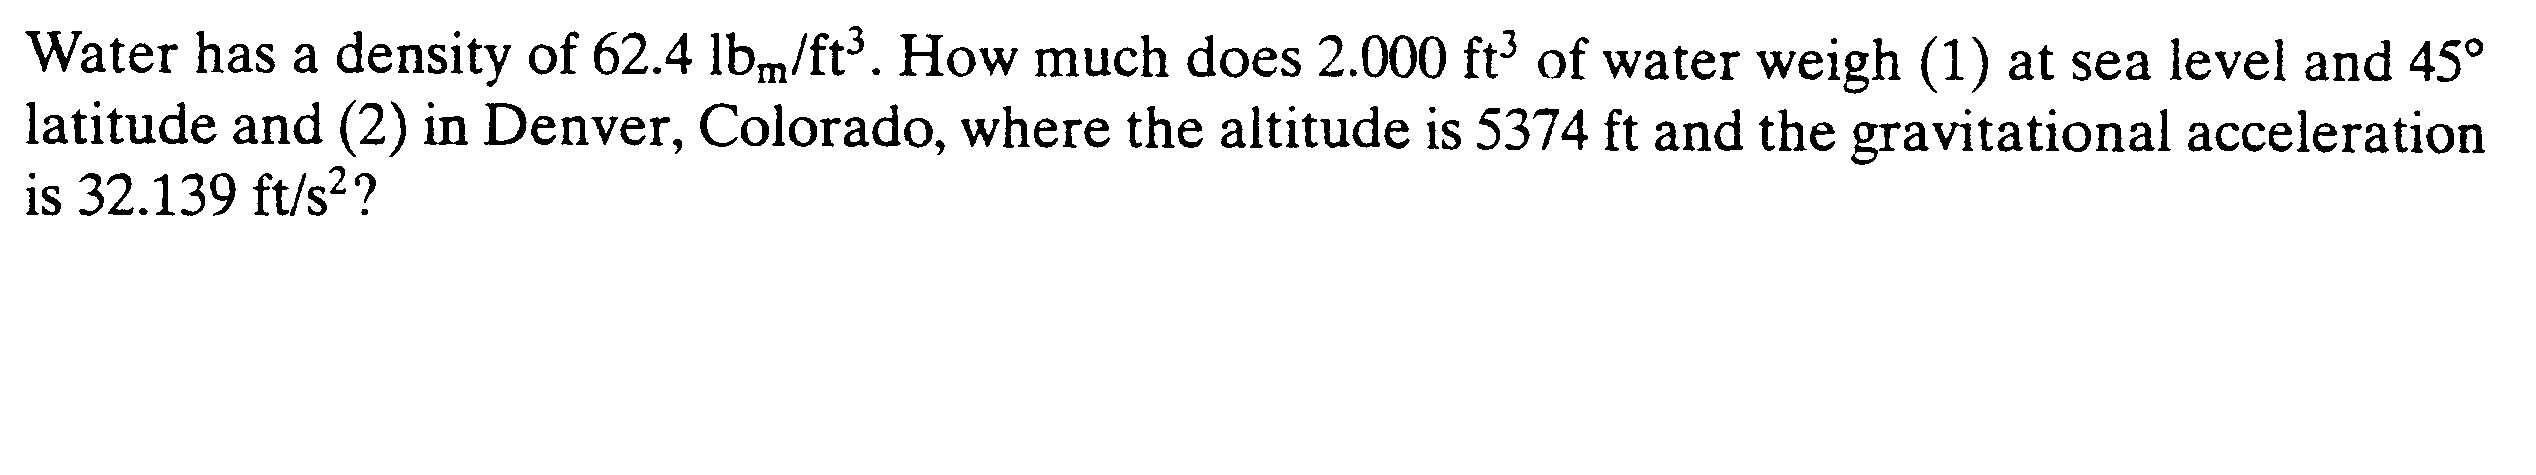 Water has a density of 62.4 lbₘ/ft³. How much does 2.000 ft³ of water weigh (1) at sea level and 45°
latitude and (2) in Denver, Colorado, where the altitude is 5374 ft and the gravitational acceleration
is 32.139 ft/s²?